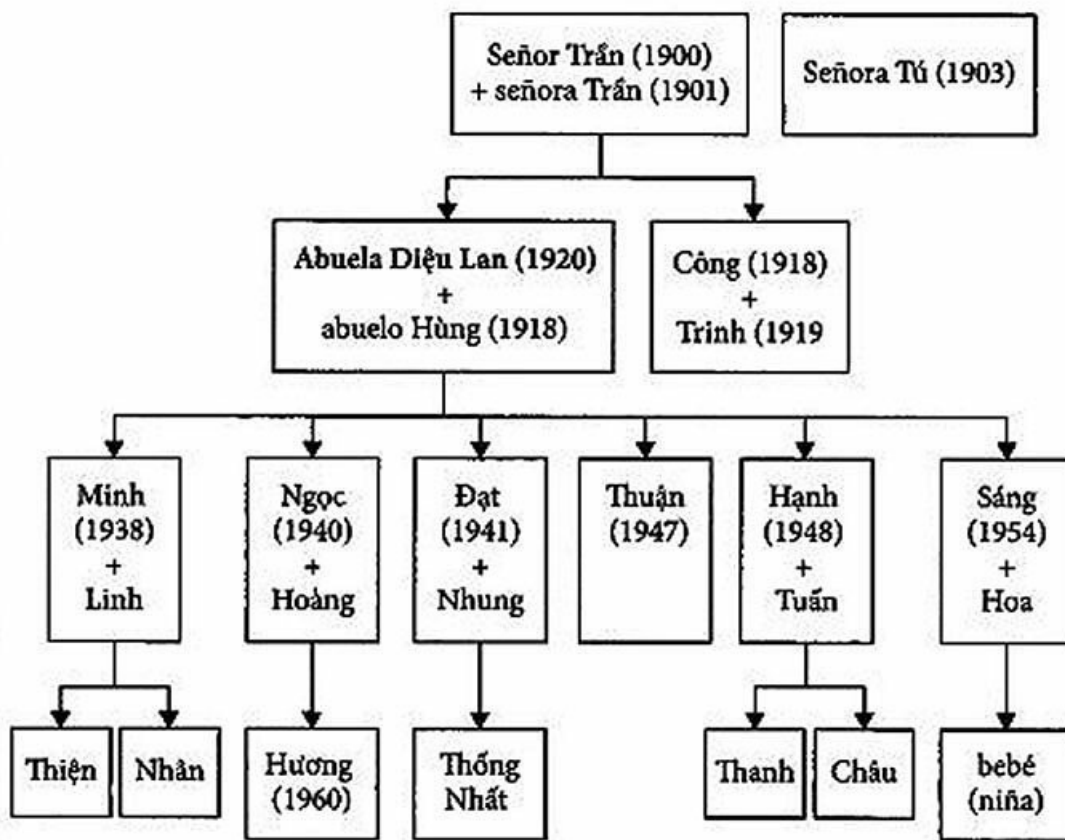 Señor Trấn (1900)
+ señora Trấn (1901)
Señora Tú (1903)
Abuela Diệu Lan (1920)
+
abuelo Hùng (1918)
Công (1918)
+
Trinh (1919
Minh
(1938)
+
Linh
Ngọc
(1940)
+
Hoàng
Đạt
(1941)
+
Nhung
Thuận
(1947)
Hạnh
(1948)
+
Tuấn
Sáng
(1954)
+
Hoa
Thiện
Nhân
Hương
(1960)
Thống
Nhất
Thanh
Châu
bebé
(niña)